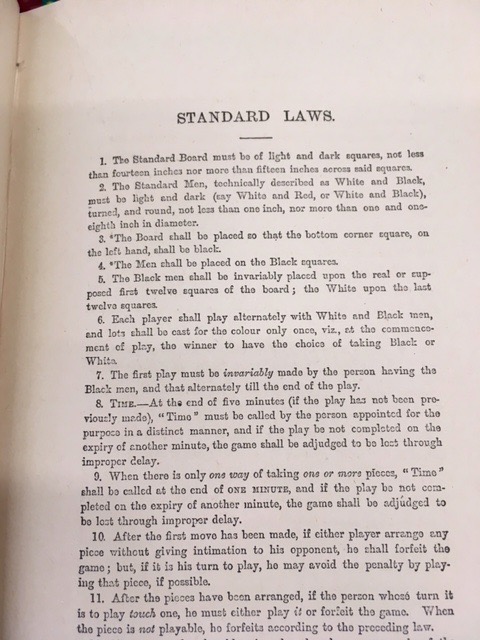 STANDARD LAWS.
1. The Standard Board must be of light and dark squares, not less
than fourteen inches nor more than fifteen inches across said squares.
2. The Standard Men, technically described as White and Black,
must be light and dark (say White and Red, or White and Black),
turned, and round, not less than one inch, nor more than one and one-
eighth inch in diameter.
3. *The Board shall be placed so that the bottom corner square, on
the left hand, shall be black.
4. *The Men shall be placed on the Black squares.
5. The Black men shall be invariably placed upon the real or sup-
posed first twelve squares of the board; the White upon the last
twelve squares.
6. Each player shall play alternately with White and Black men,
and lots shall be cast for the colour only once, viz., at the commence-
ment of play, the winner to have the choice of taking Black or
White.
7. The first play must be invariably made by the person having the
Black men, and that alternately till the end of the play.
8. TIME.—At the end of five minutes (if the play has not been pre-
viously made), "Time" must be called by the person appointed for the
purpose in a distinct manner, and if the play be not completed on the
expiry of another minute, the game shall be adjudged to be lost through
improper delay.
9. When there is only one way of taking one or more pieces, "Time"
shall be called at the end of ONE MINUTE, and if the play be not com-
pleted on the expiry of another minute, the game shall be adjudged to
be lost through improper delay.
10. After the first move has been made, if either player arrange any
piece without giving intimation to his opponent, he shall forfeit the
game; but, if it is his turn to play, he may avoid the penalty by play-
ing that piece, if possible.
11. After the pieces have been arranged, if the person whose turn it
is to play touch one, he must either play it or forfeit the game. When
the piece is not playable, he forfeits according to the preceding law.